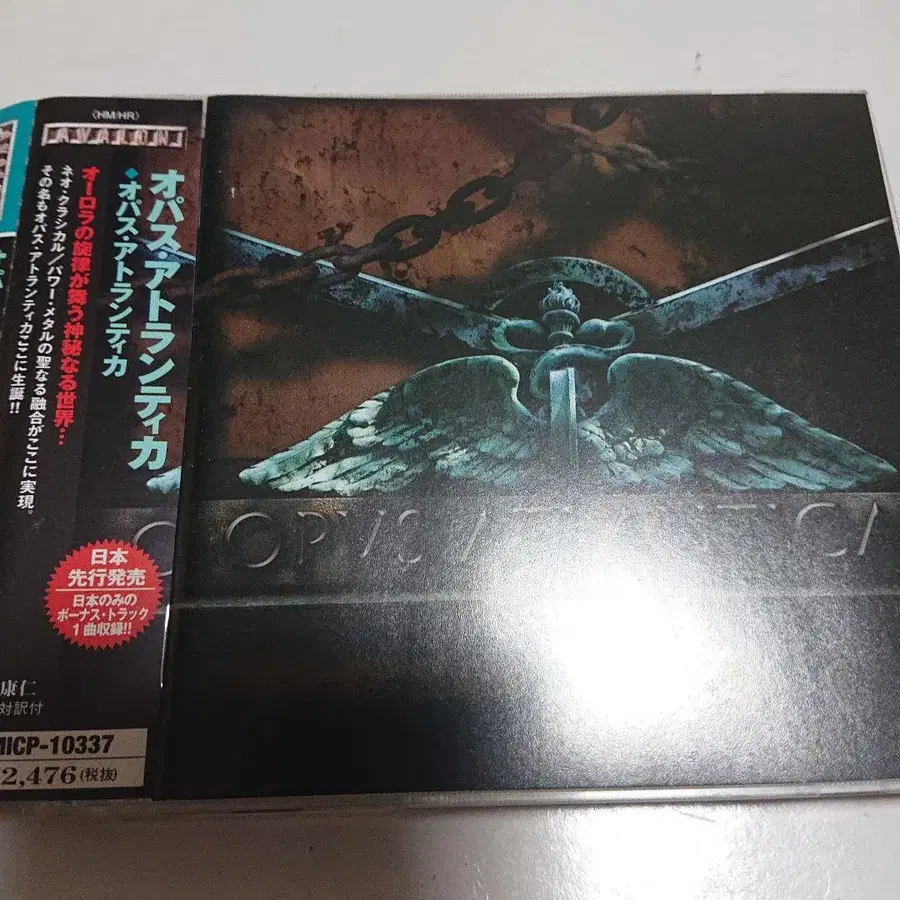 〈HM/HR〉
AVALON
オパス・アトランティカ
◆オパス・アトランティカ
オーロラの旋律が舞う神秘なる世界…
ネオ・クラシカル/パワー・メタルの聖なる融合がここに実現。
その名もオパス・アトランティカここに生誕!!
日本
先行発売
日本のみの
ボーナス・トラック
1曲収録!!
康仁
対訳付
MICP-10337
2,476(税抜)
OPVS ATLANTICA